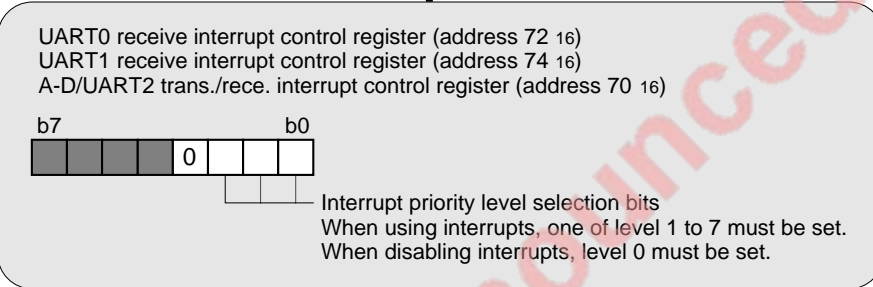 UART0 receive interrupt control register (address 72 16)
UART1 receive interrupt control register (address 74 16)
A-D/UART2 trans./rece. interrupt control register (address 70 16)
b7 b0
0
Interrupt priority level selection bits
When using interrupts, one of level 1 to 7 must be set.
When disabling interrupts, level 0 must be set.